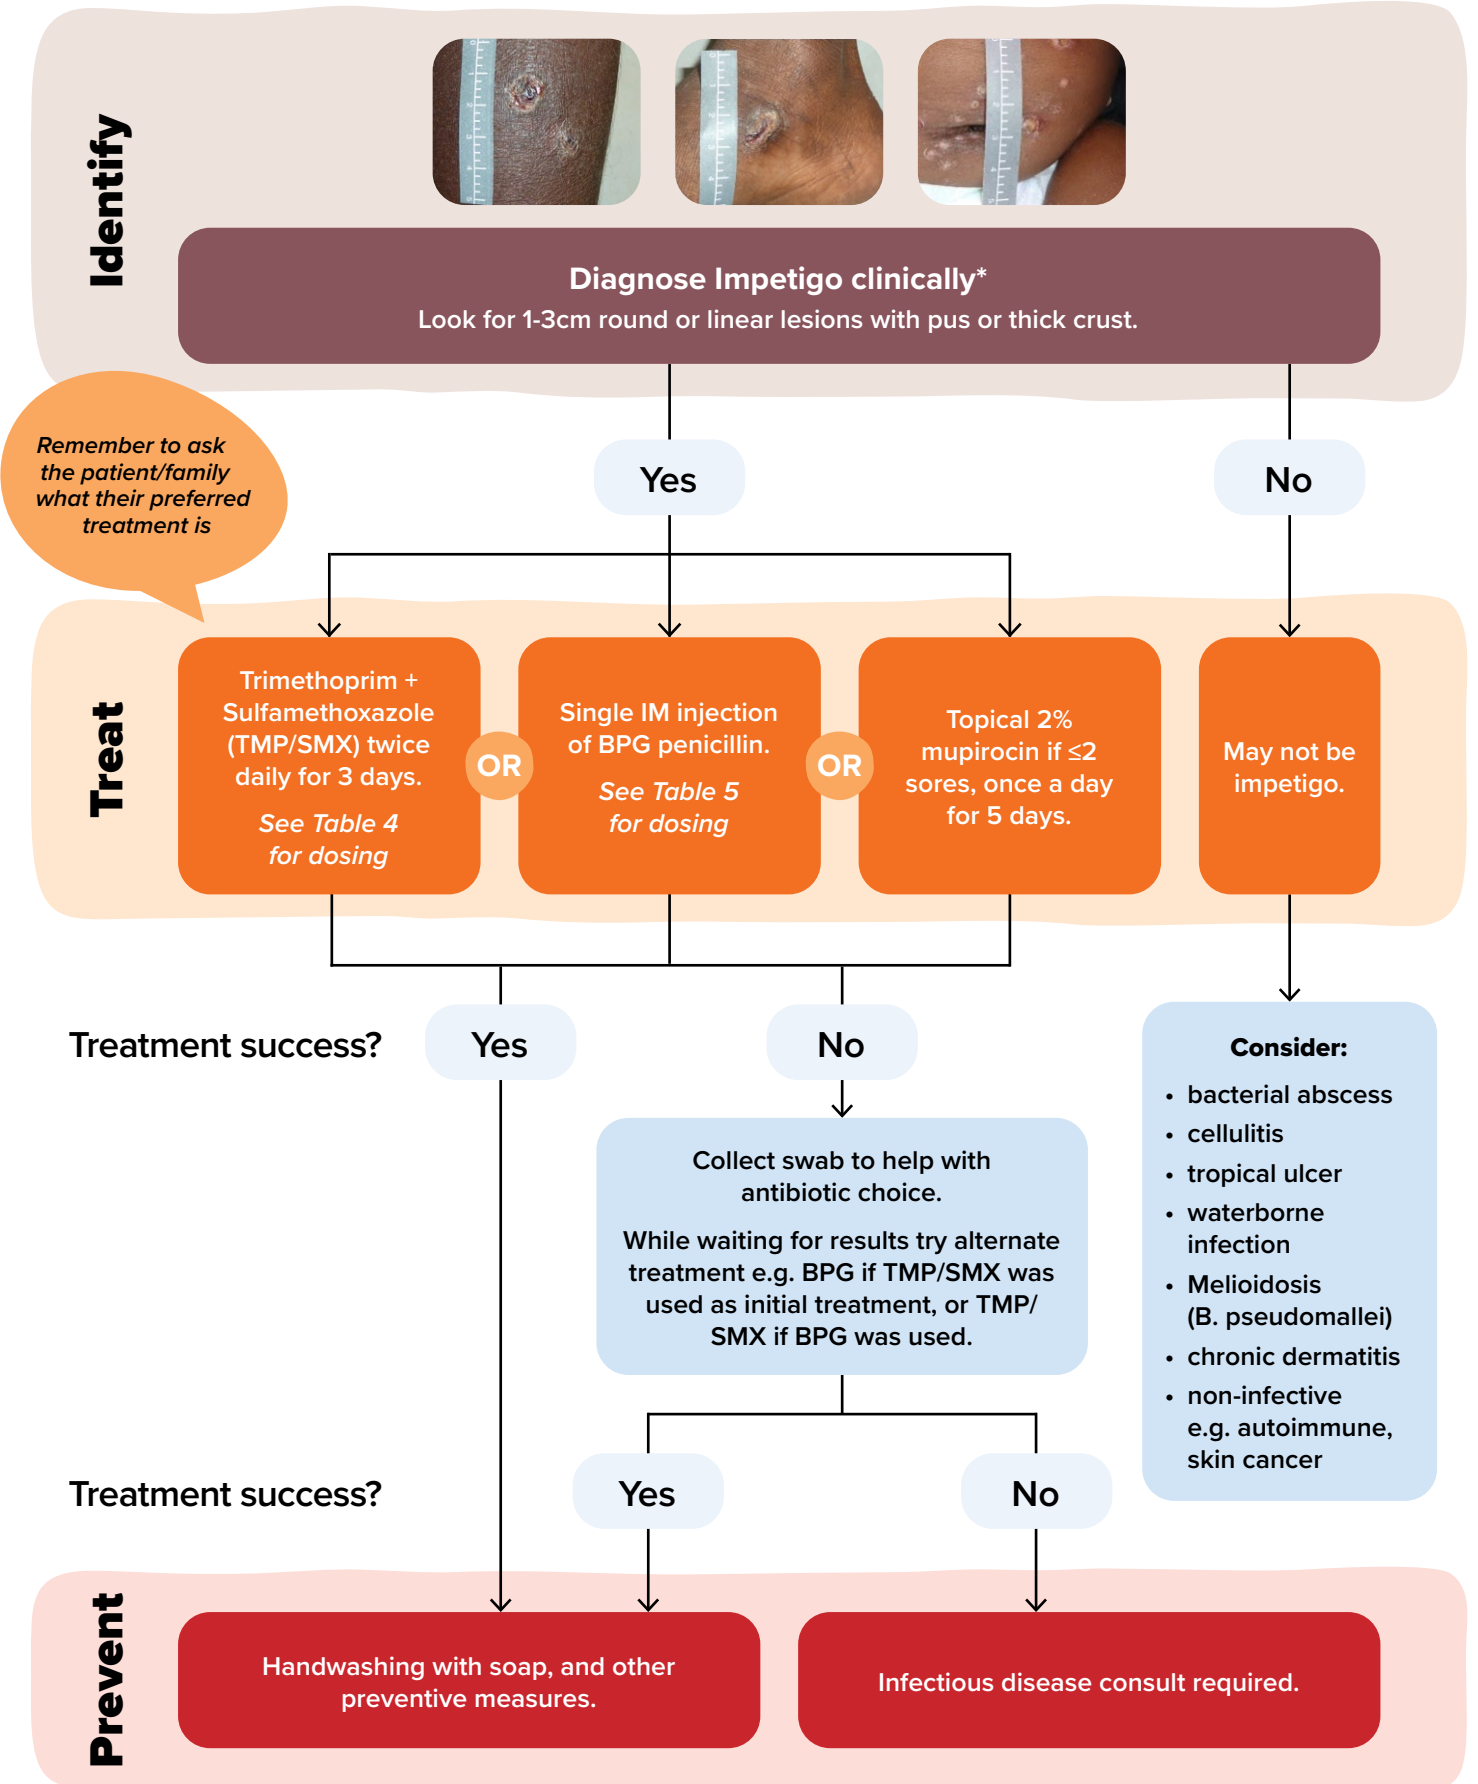 Identify
Diagnose Impetigo clinically*
Look for 1-3cm round or linear lesions with pus or thick crust.
Remember to ask
the patient/family
what their preferred
treatment is
Yes
No
Treat
Trimethoprim +
Sulfamethoxazole
(TMP/SMX) twice
daily for 3 days.
See Table 4
for dosing
OR
Single IM injection
of BPG penicillin.
See Table 5
for dosing
OR
Topical 2%
mupirocin if ≤2
sores, once a day
for 5 days.
May not be
impetigo.
Treatment success?
Yes
No
Collect swab to help with
antibiotic choice.
While waiting for results try alternate
treatment e.g. BPG if TMP/SMX was
used as initial treatment, or TMP/
SMX if BPG was used.
Consider:
• bacterial abscess
• cellulitis
• tropical ulcer
• waterborne
infection
• Melioidosis
(B. pseudomallei)
• chronic dermatitis
• non-infective
e.g. autoimmune,
skin cancer
Treatment success?
Yes
No
Prevent
Handwashing with soap, and other
preventive measures.
Infectious disease consult required.